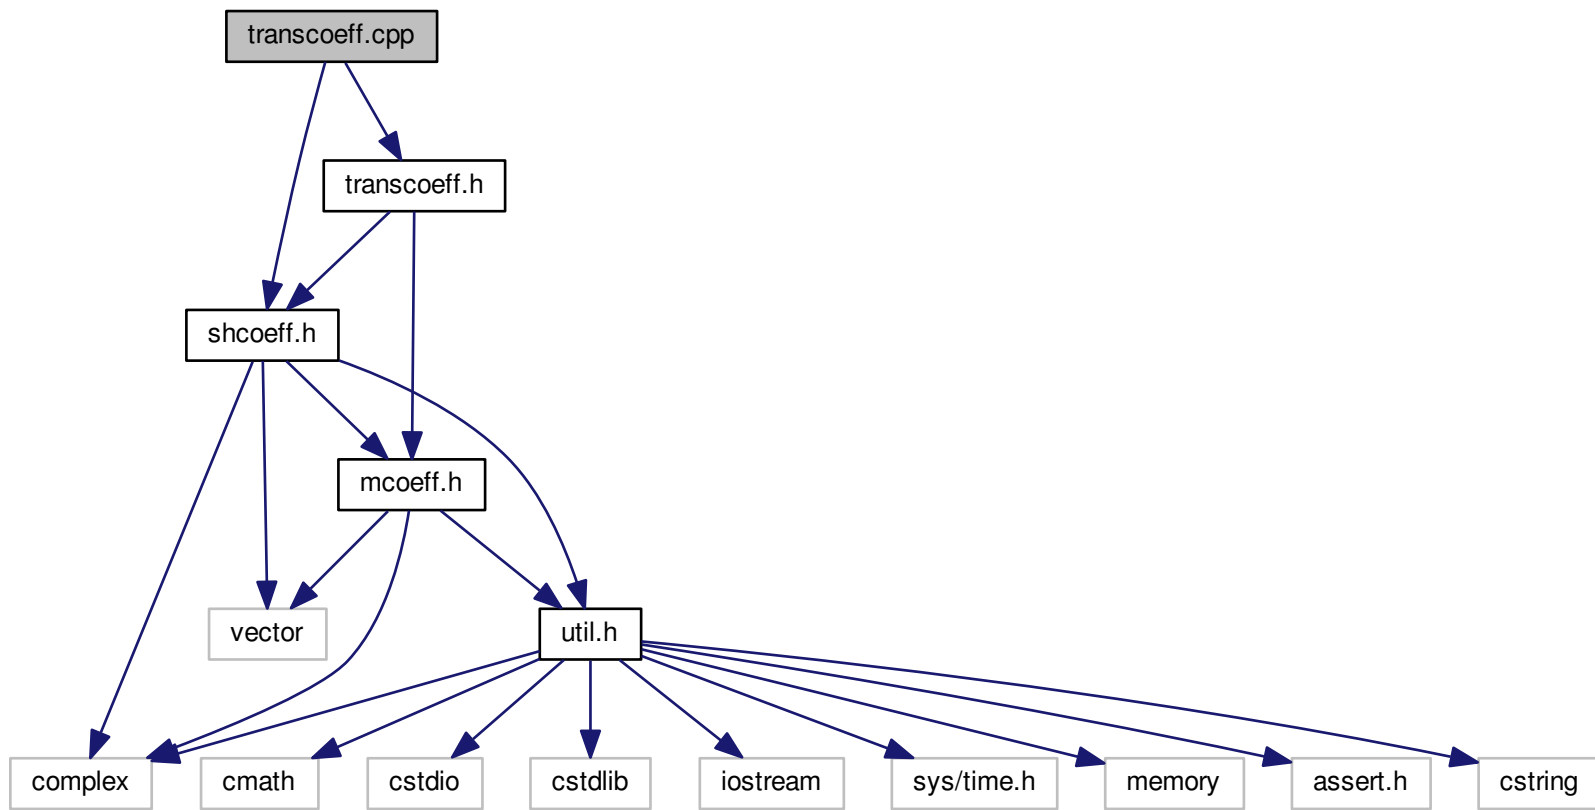 transcoeff.cpp
transcoeff.h
shcoeff.h
mcoeff.h
vector
util.h
complex
cmath
cstdio
cstdlib
iostream
sys/time.h
memory
assert.h
cstring